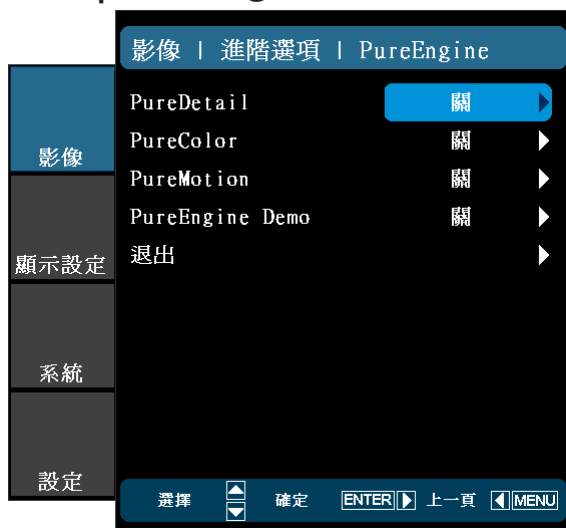 影像 | 進階選項 | PureEngine
PureDetail 關
PureColor 關
PureMotion 關
PureEngine Demo 關
退出
影像
顯示設定
系統
設定
選擇 確定 ENTER 上一頁 MENU